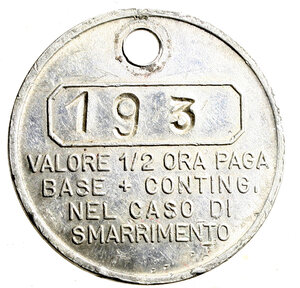 193
VALORE 1/2 ORA PAGA
BASE + CONTING.
NEL CASO DI
SMARRIMENTO